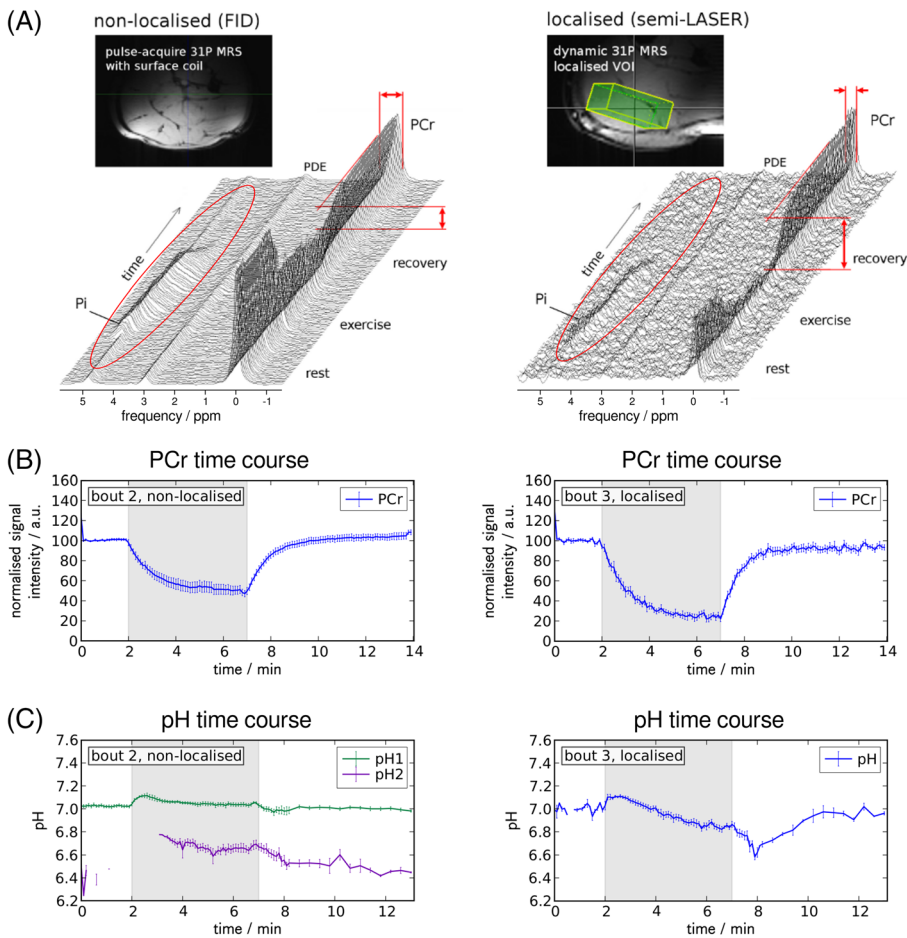 (A)
non-localised (FID)
pulse-acquire 31P MRS
with surface coil
PCr
PDE
time
Pi
recovery
exercise
rest
5 4 3 2 1 0 -1
frequency / ppm
localised (semi-LASER)
dynamic 31P MRS
localised VOI
PCr
PDE
time
Pi
recovery
exercise
rest
5 4 3 2 1 0 -1
frequency / ppm
(B)
PCr time course
bout 2, non-localised
PCr
normalised signal
intensity / a.u.
160
140
120
100
80
60
40
20
0
0 2 4 6 8 10 12 14
time / min
PCr time course
bout 3, localised
PCr
normalised signal
intensity / a.u.
160
140
120
100
80
60
40
20
0
0 2 4 6 8 10 12 14
time / min
(C)
pH time course
bout 2, non-localised
pH1
pH2
pH
7.6
7.4
7.2
7.0
6.8
6.6
6.4
6.2
0 2 4 6 8 10 12
time / min
pH time course
bout 3, localised
pH
pH
7.6
7.4
7.2
7.0
6.8
6.6
6.4
6.2
0 2 4 6 8 10 12
time / min